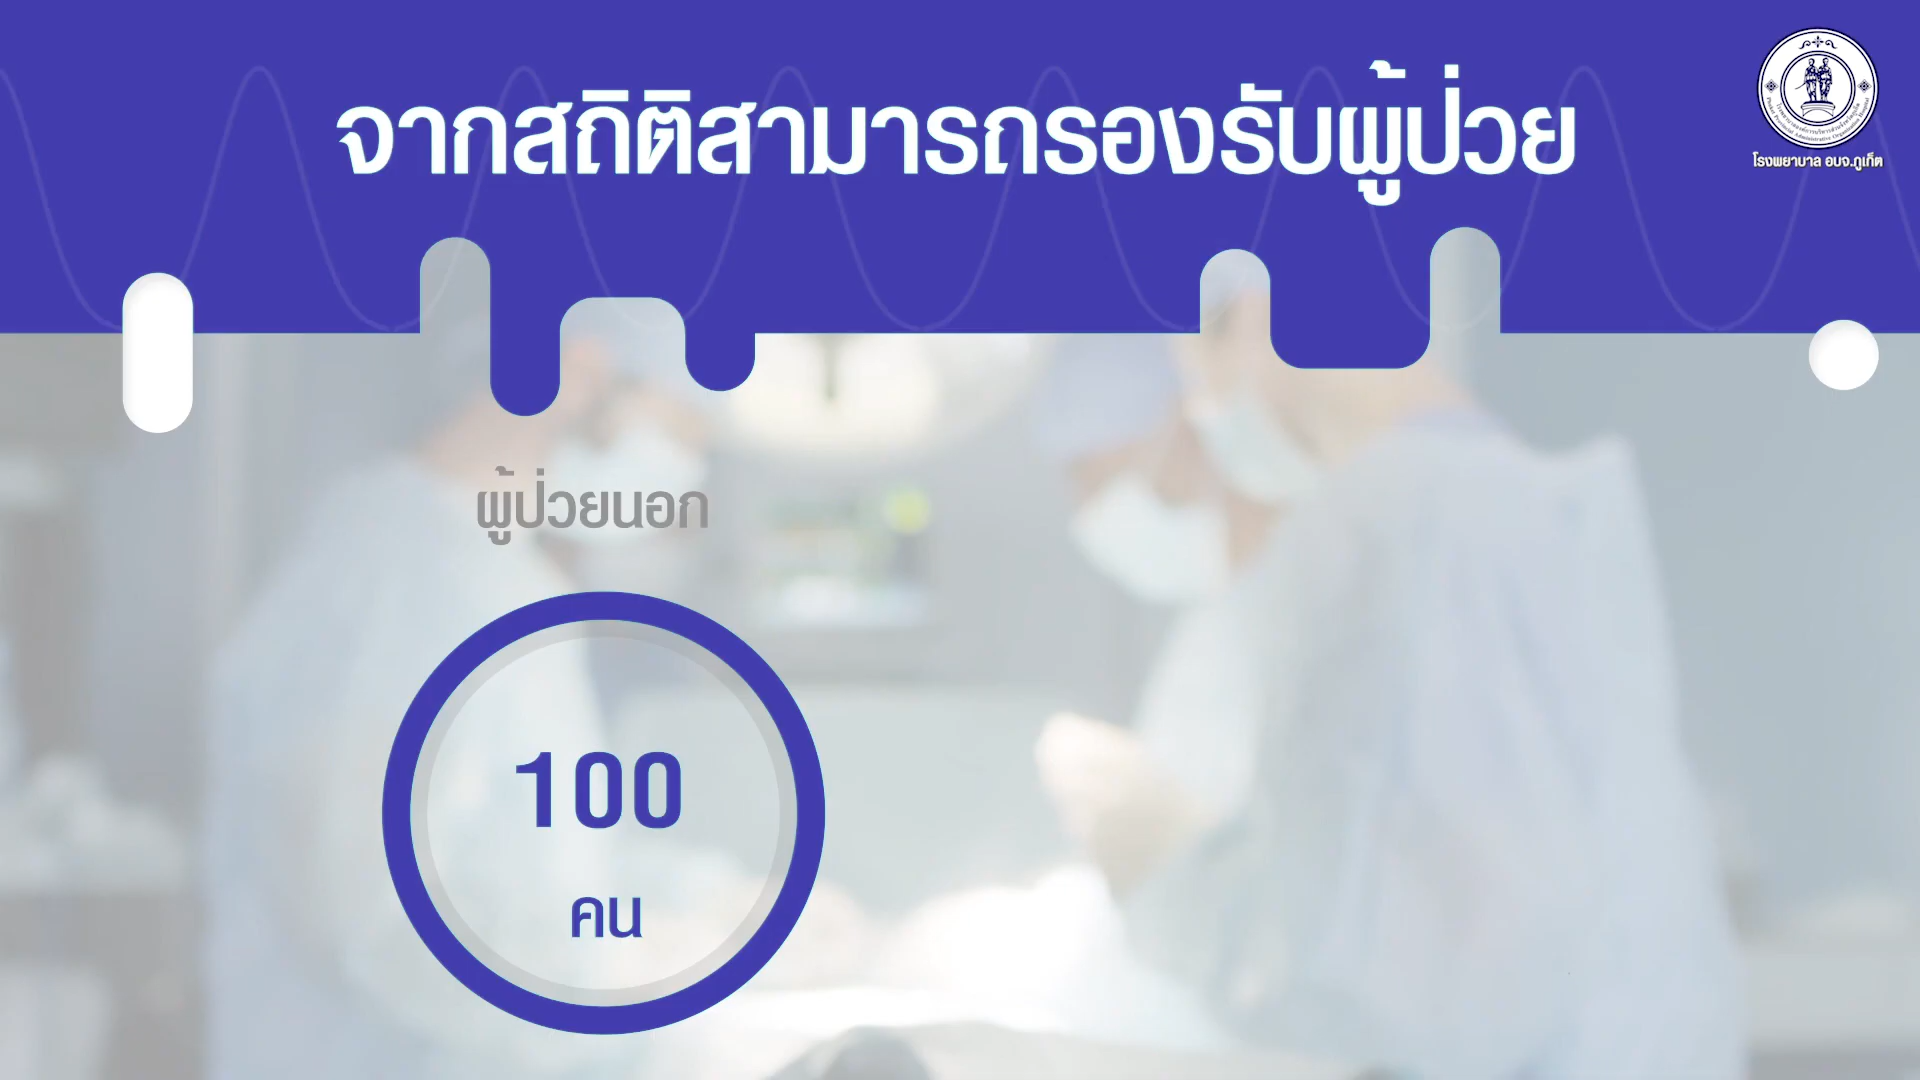 จากสถิติสามารถรองรับผู้ป่วย
โรงพยาบาล อบจ.ภูเก็ต
ผู้ป่วยนอก
100
คน